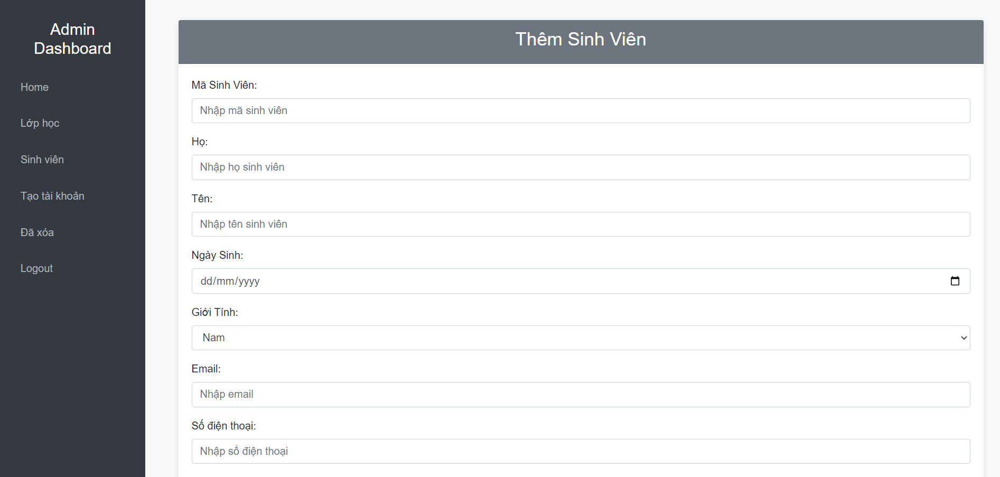 Admin
Dashboard
Home
Lớp học
Sinh viên
Tạo tài khoản
Đã xóa
Logout
Thêm Sinh Viên
Mã Sinh Viên:
Nhập mã sinh viên
Họ:
Nhập họ sinh viên
Tên:
Nhập tên sinh viên
Ngày Sinh:
dd/mm/yyyy
Giới Tính:
Nam
Email:
Nhập email
Số điện thoại:
Nhập số điện thoại